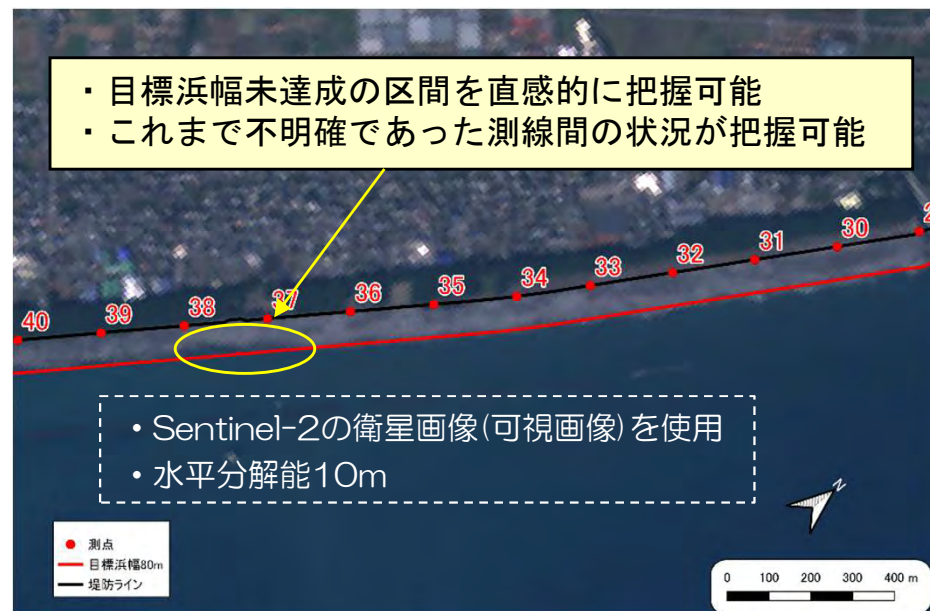 ・目標浜幅未達成の区間を直感的に把握可能
・これまで不明確であった測線間の状況が把握可能
40 39 38 37 36 35 34 33 32 31 30
・Sentinel-2の衛星画像(可視画像)を使用
・水平分解能10m
N
測点
目標浜幅80m
堤防ライン
0 100 200 300 400 m